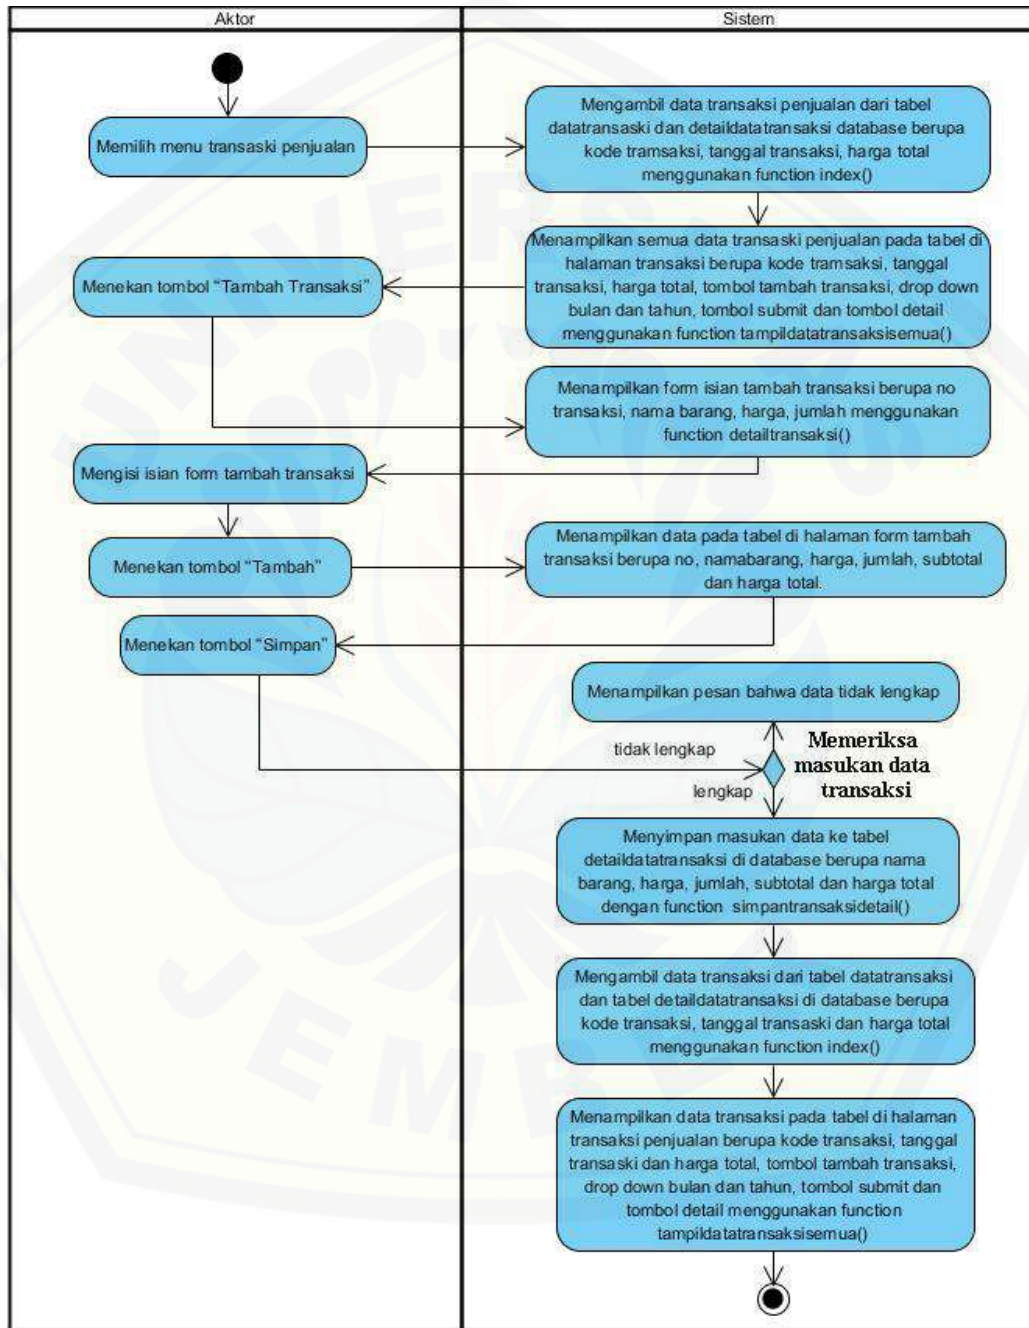 Aktor
Sistem
Memilih menu transaski penjualan
Mengambil data transaksi penjualan dari tabel
datatransaski dan detaildatatransaksi database berupa
kode tramsaksi, tanggal transaksi, harga total
menggunakan function index()
Menampilkan semua data transaski penjualan pada tabel di
halaman transaksi berupa kode tramsaksi, tanggal
transaksi, harga total, tombol tambah transaksi, drop down
bulan dan tahun, tombol submit dan tombol detail
menggunakan function tampildatatransaksisemua()
Menekan tombol “Tambah Transaksi”
Menampilkan form isian tambah transaksi berupa no
transaksi, nama barang, harga, jumlah menggunakan
function detailtransaksi()
Mengisi isian form tambah transaksi
Menekan tombol “Tambah”
Menampilkan data pada tabel di halaman form tambah
transaksi berupa no, namabarang, harga, jumlah, subtotal
dan harga total.
Menekan tombol “Simpan”
Menampilkan pesan bahwa data tidak lengkap
tidak lengkap
Memeriksa
masukan data
transaksi
lengkap
Menyimpan masukan data ke tabel
detaildatatransaksi di database berupa nama
barang, harga, jumlah, subtotal dan harga total
dengan function simpantransaksidetail()
Mengambil data transaksi dari tabel datatransaksi
dan tabel detaildatatransaksi di database berupa
kode transaksi, tanggal transaski dan harga total
menggunakan function index()
Menampilkan data transaksi pada tabel di halaman
transaksi penjualan berupa kode transaksi, tanggal
transaski dan harga total, tombol tambah transaksi,
drop down bulan dan tahun, tombol submit dan
tombol detail menggunakan function
tampildatatransaksisemua()
UNIVERSITAS
JEMBER